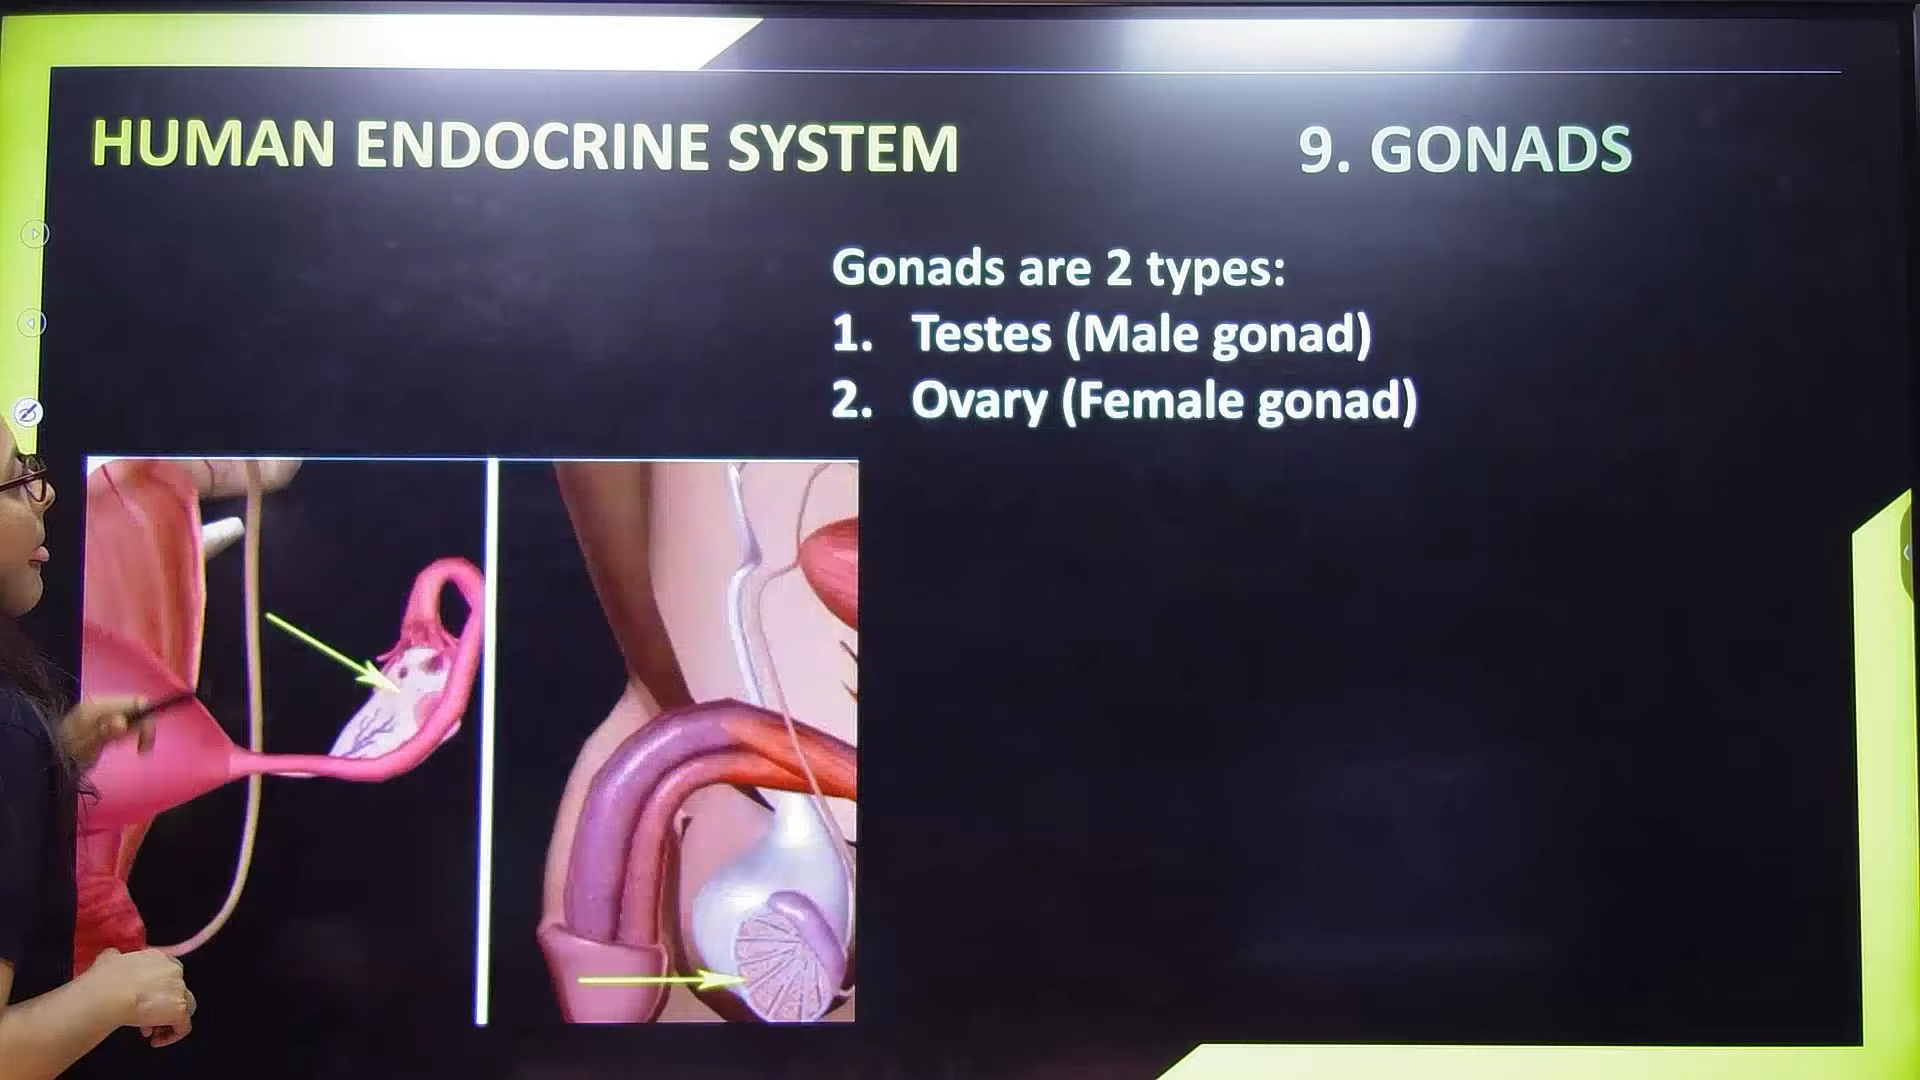 HUMAN ENDOCRINE SYSTEM
9. GONADS
Gonads are 2 types:
1. Testes (Male gonad)
2. Ovary (Female gonad)